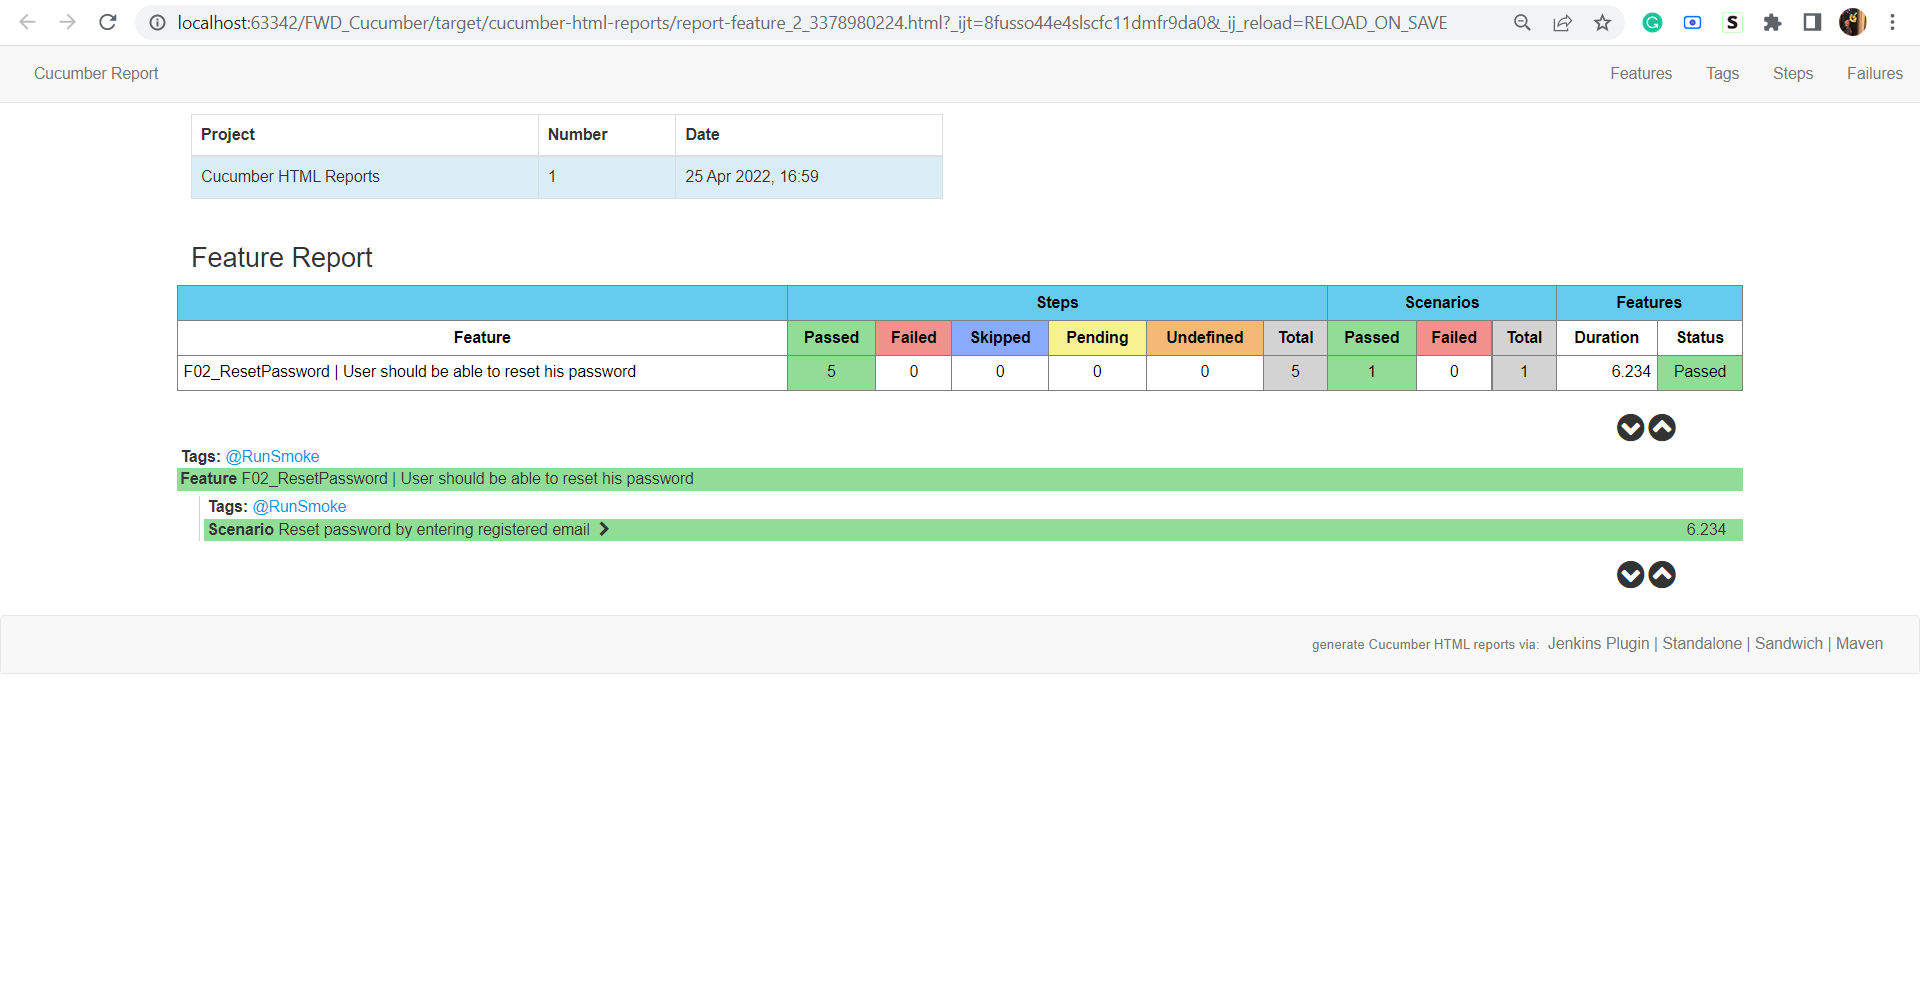 localhost:63342/FWD_Cucumber/target/cucumber-html-reports/report-feature_2_3378980224.html?_ijt=8fusso44e4slscfc11dmfr9da0&_ij_reload=RELOAD_ON_SAVE
S
Cucumber Report Features Tags Steps Failures
Project Number Date
Cucumber HTML Reports 1 25 Apr 2022, 16:59
Feature Report
Steps Scenarios Features
Feature Passed Failed Skipped Pending Undefined Total Passed Failed Total Duration Status
F02_ResetPassword | User should be able to reset his password 5 0 0 0 0 5 1 0 1 6.234 Passed
Tags: @RunSmoke
Feature F02_ResetPassword | User should be able to reset his password
Tags: @RunSmoke
Scenario Reset password by entering registered email 6.234
generate Cucumber HTML reports via: Jenkins Plugin | Standalone | Sandwich | Maven